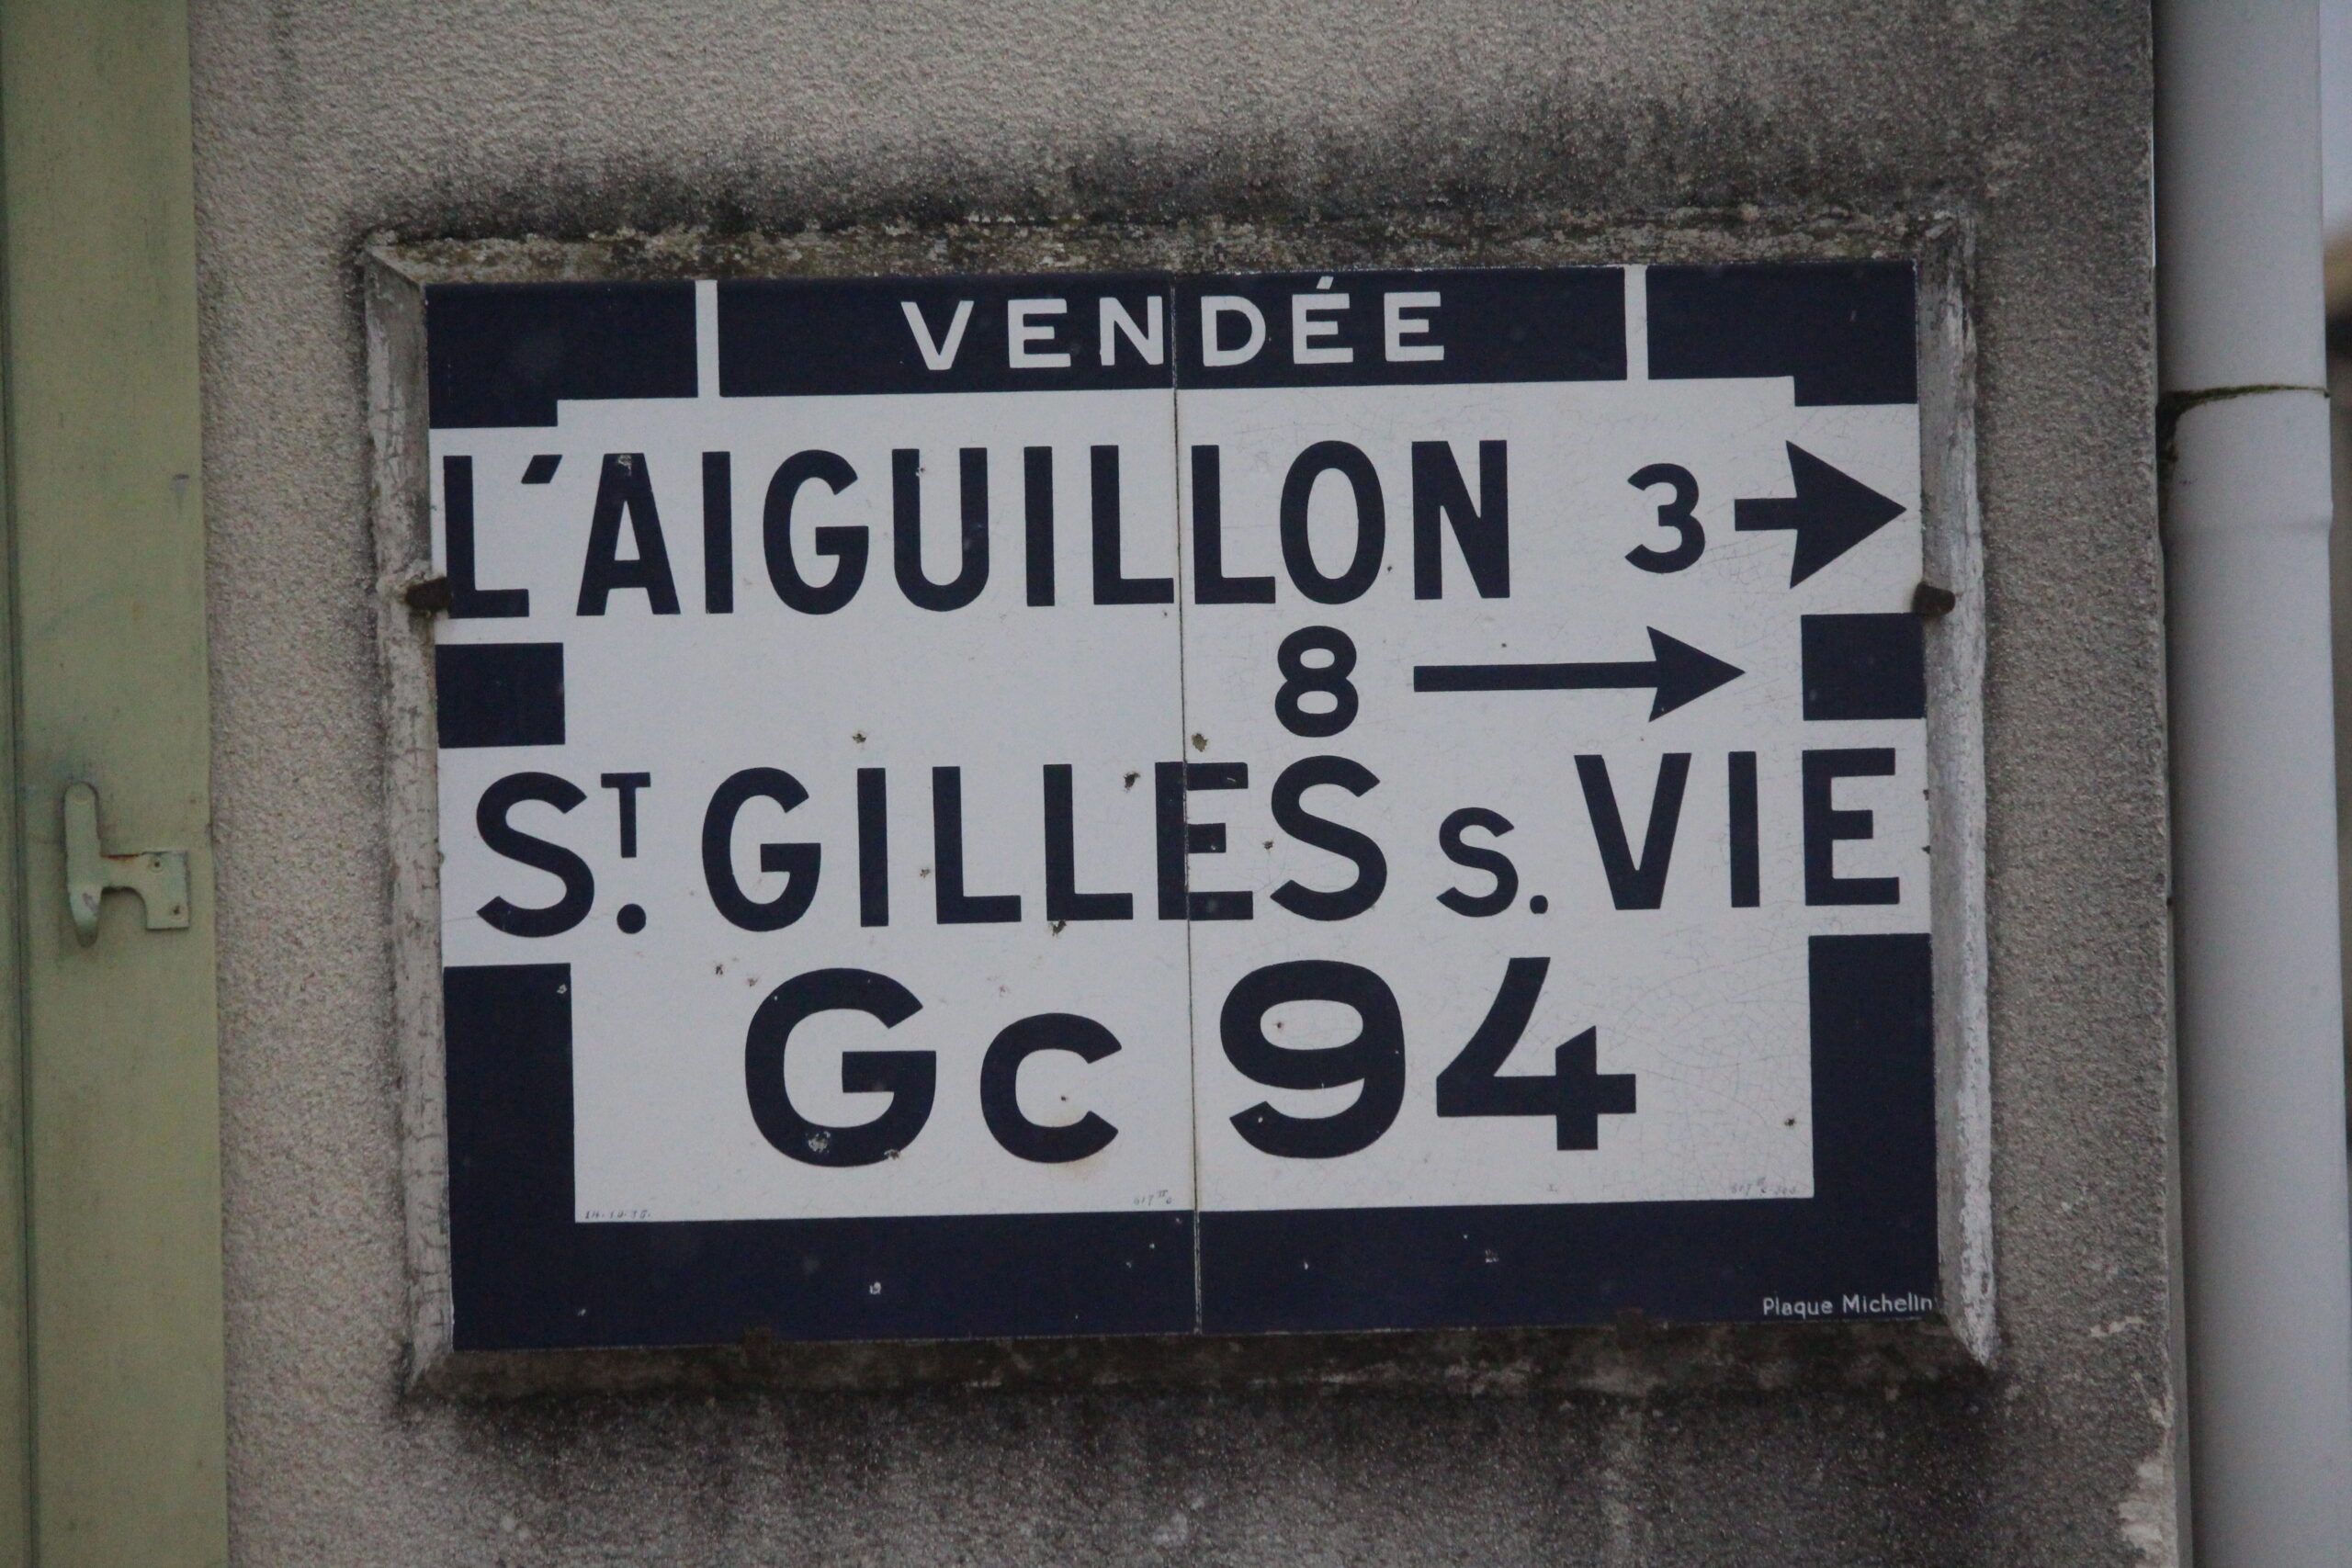 VENDÉE
L'AIGUILLON 3
8
ST. GILLES s. VIE
Gc 94
Plaque Michelin